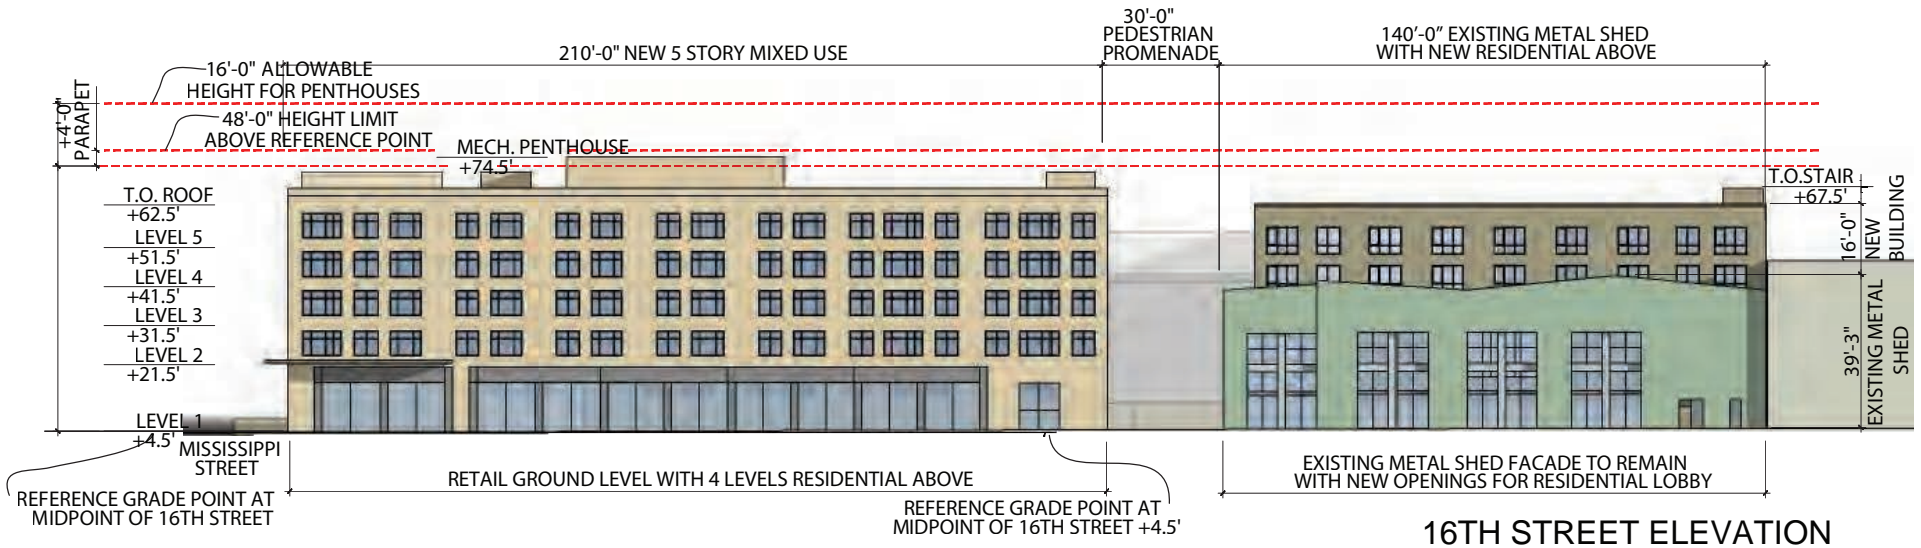 210'-0" NEW 5 STORY MIXED USE
30'-0"
PEDESTRIAN
PROMENADE
140'-0" EXISTING METAL SHED
WITH NEW RESIDENTIAL ABOVE
16'-0" ALLOWABLE
HEIGHT FOR PENTHOUSES
48'-0" HEIGHT LIMIT
ABOVE REFERENCE POINT
+4'-0"
PARAPET
MECH. PENTHOUSE
+74.5'
T.O. ROOF
+62.5'
LEVEL 5
+51.5'
LEVEL 4
+41.5'
LEVEL 3
+31.5'
LEVEL 2
+21.5'
LEVEL 1
+4.5'
T.O.STAIR
+67.5'
16'-0"
NEW
BUILDING
39'-3"
EXISTING METAL
SHED
MISSISSIPPI
STREET
REFERENCE GRADE POINT AT
MIDPOINT OF 16TH STREET
RETAIL GROUND LEVEL WITH 4 LEVELS RESIDENTIAL ABOVE
REFERENCE GRADE POINT AT
MIDPOINT OF 16TH STREET +4.5'
EXISTING METAL SHED FACADE TO REMAIN
WITH NEW OPENINGS FOR RESIDENTIAL LOBBY
16TH STREET ELEVATION